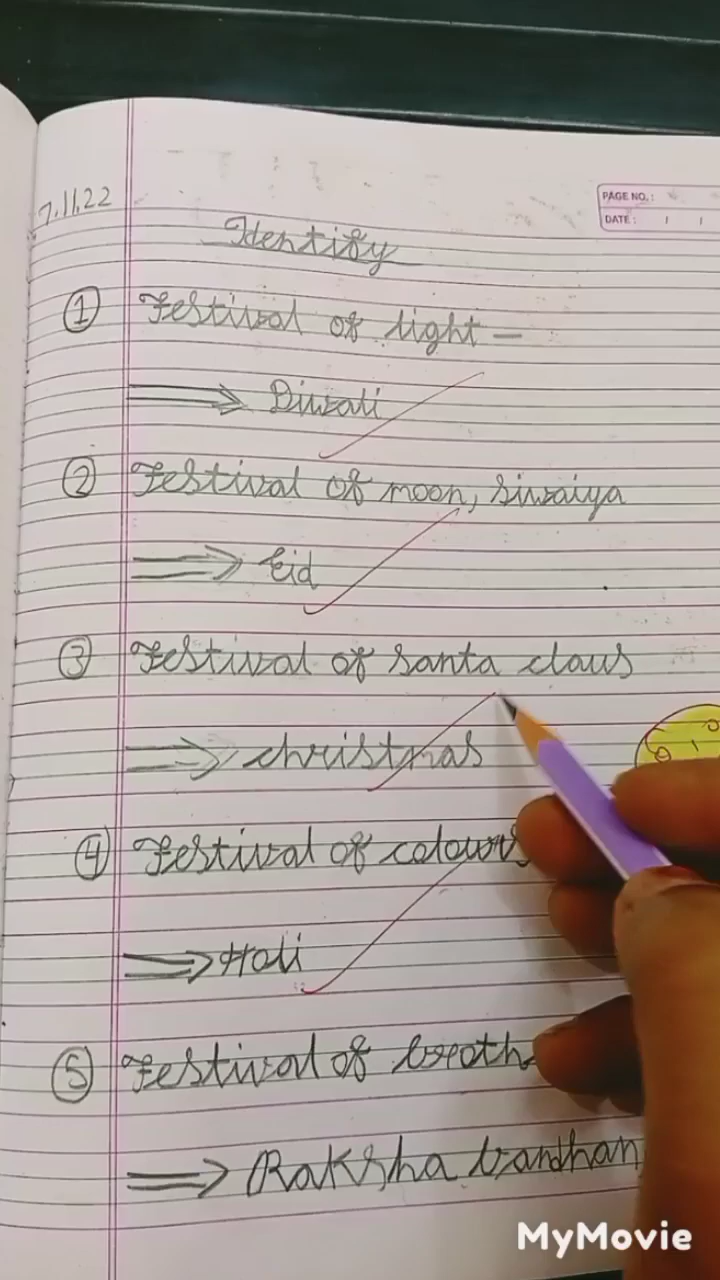 7.11.22
PAGE NO.:
DATE: / /
Identify
① Festival of light —
⇒ Diwali
② Festival of moon, siwaiya
⇒ Eid
③ Festival of santa claus
⇒ christmas
④ Festival of colours
⇒ Holi
⑤ Festival of
⇒ Raksha bandhan
MyMovie